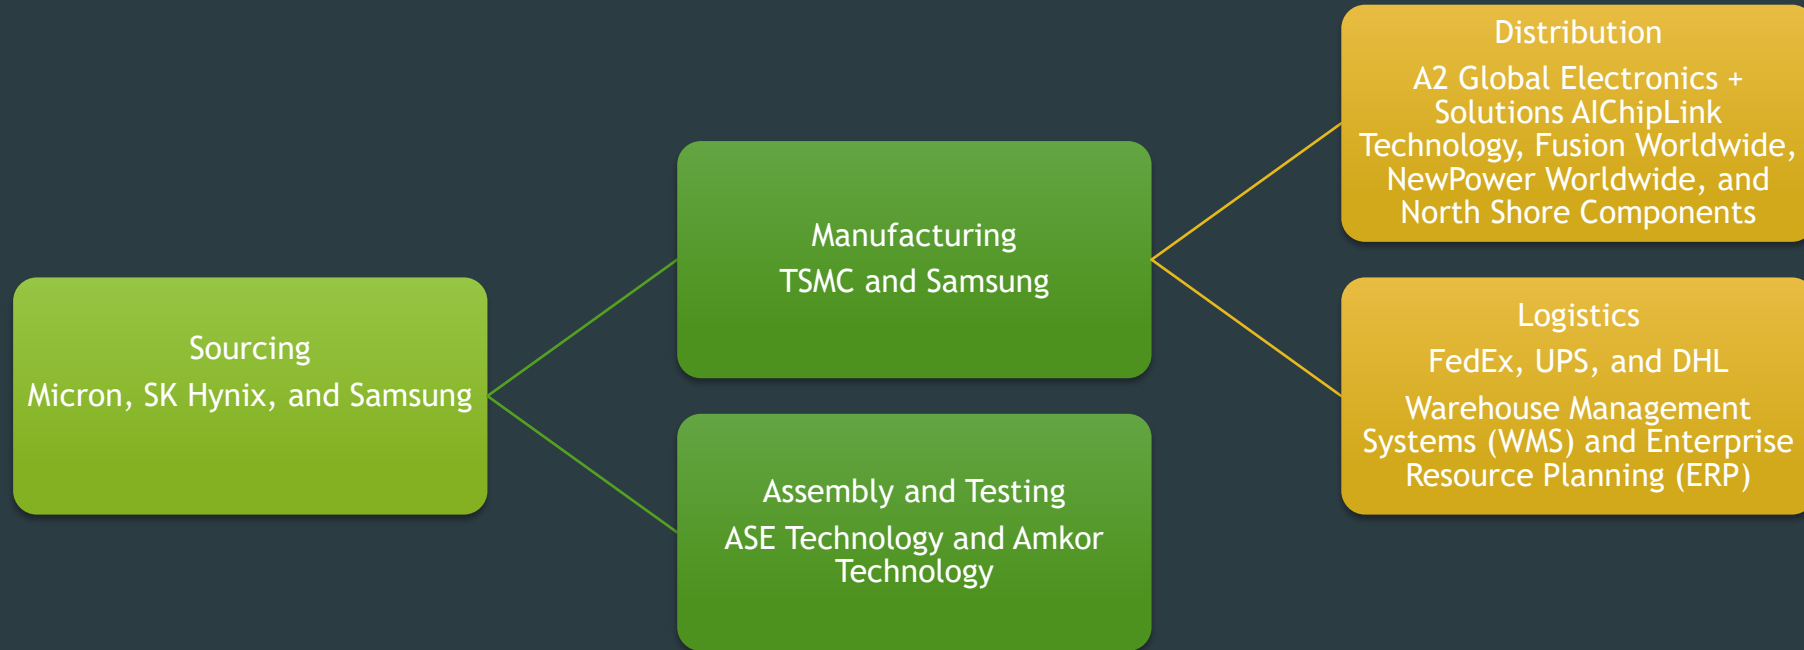 Sourcing
Micron, SK Hynix, and Samsung
Manufacturing
TSMC and Samsung
Assembly and Testing
ASE Technology and Amkor
Technology
Distribution
A2 Global Electronics +
Solutions AIChipLink
Technology, Fusion Worldwide,
NewPower Worldwide, and
North Shore Components
Logistics
FedEx, UPS, and DHL
Warehouse Management
Systems (WMS) and Enterprise
Resource Planning (ERP)